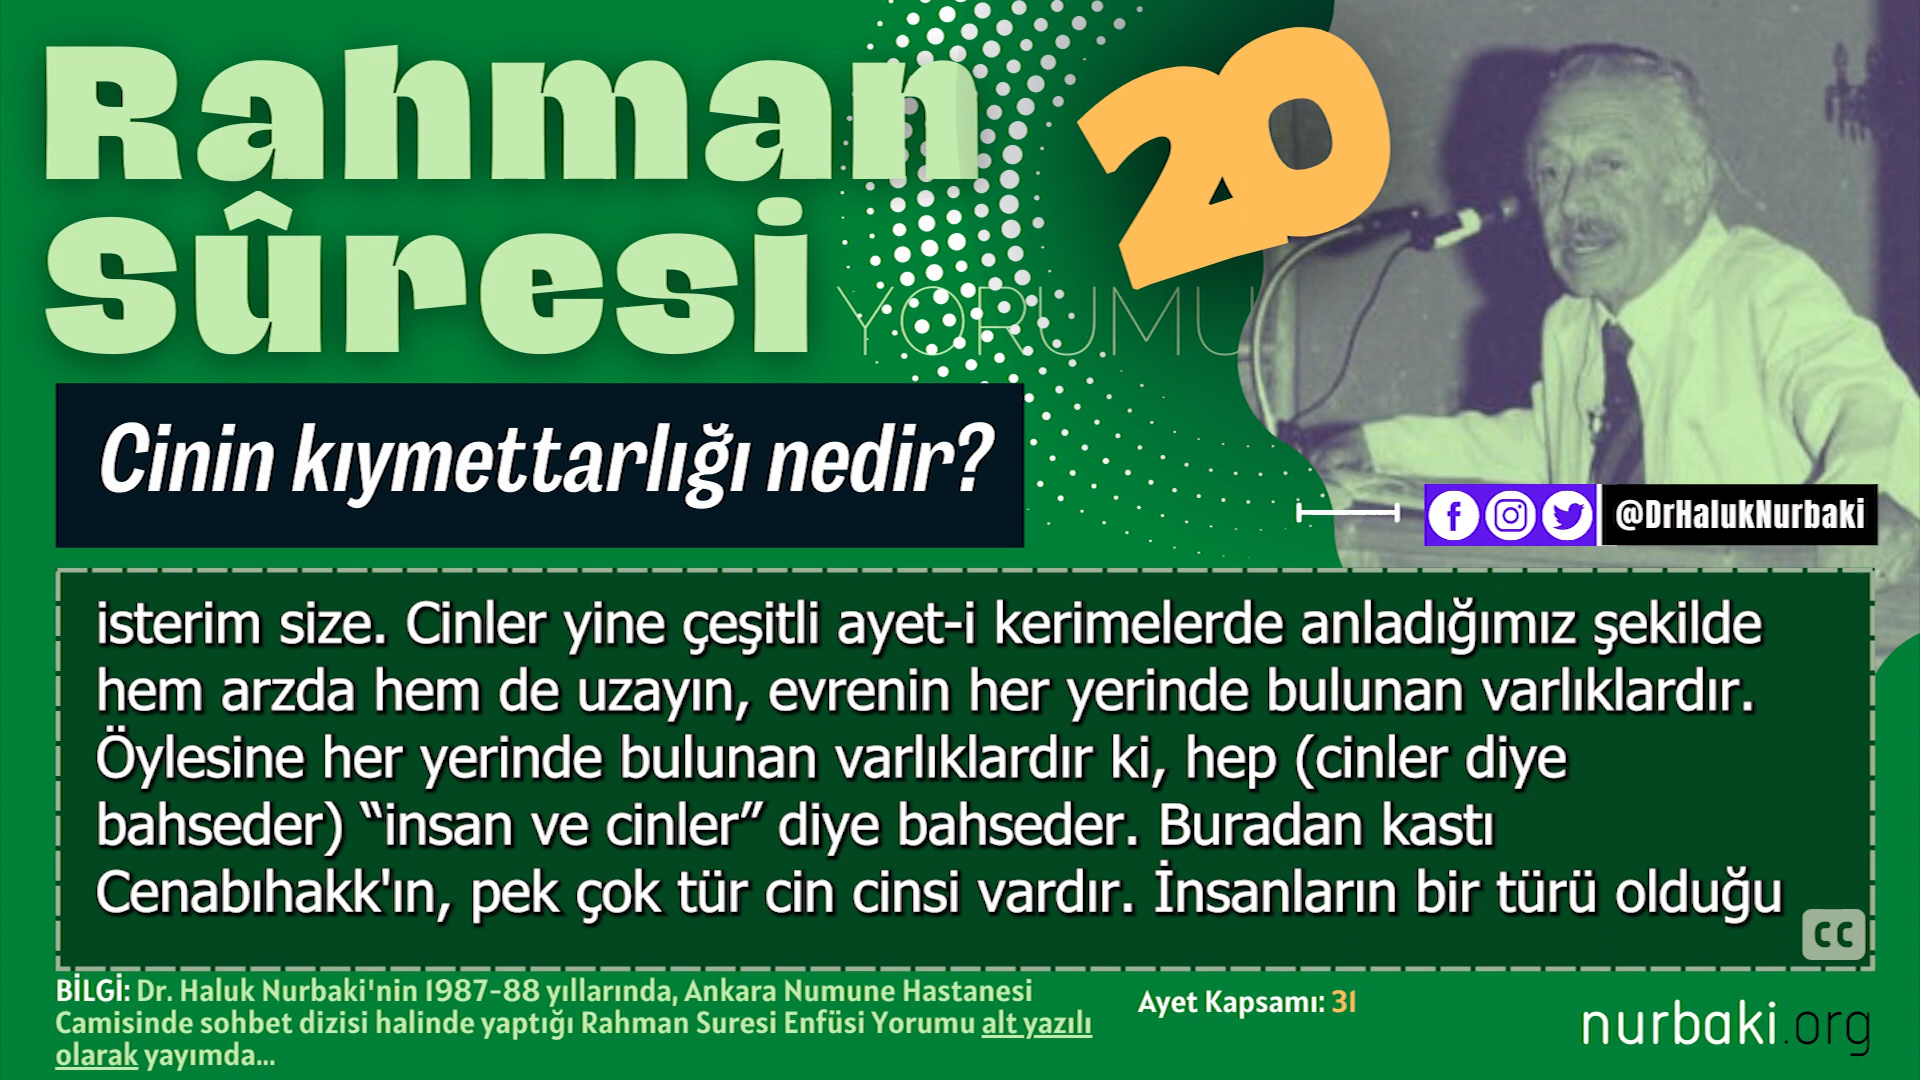 Rahman
20
Sûresi
YORUMU
Cinin kıymettarlığı nedir?
@DrHalukNurbaki
isterim size. Cinler yine çeşitli ayet-i kerimelerde anladığımız şekilde
hem arzda hem de uzayın, evrenin her yerinde bulunan varlıklardır.
Öylesine her yerinde bulunan varlıklardır ki, hep (cinler diye
bahseder) “insan ve cinler” diye bahseder. Buradan kastı
Cenabıhakk'ın, pek çok tür cin cinsi vardır. İnsanların bir türü olduğu
CC
BİLGİ: Dr. Haluk Nurbaki'nin 1987-88 yıllarında, Ankara Numune Hastanesi
Camisinde sohbet dizisi halinde yaptığı Rahman Suresi Enfüsi Yorumu alt yazılı
olarak yayımda...
Ayet Kapsamı: 31
nurbaki.org